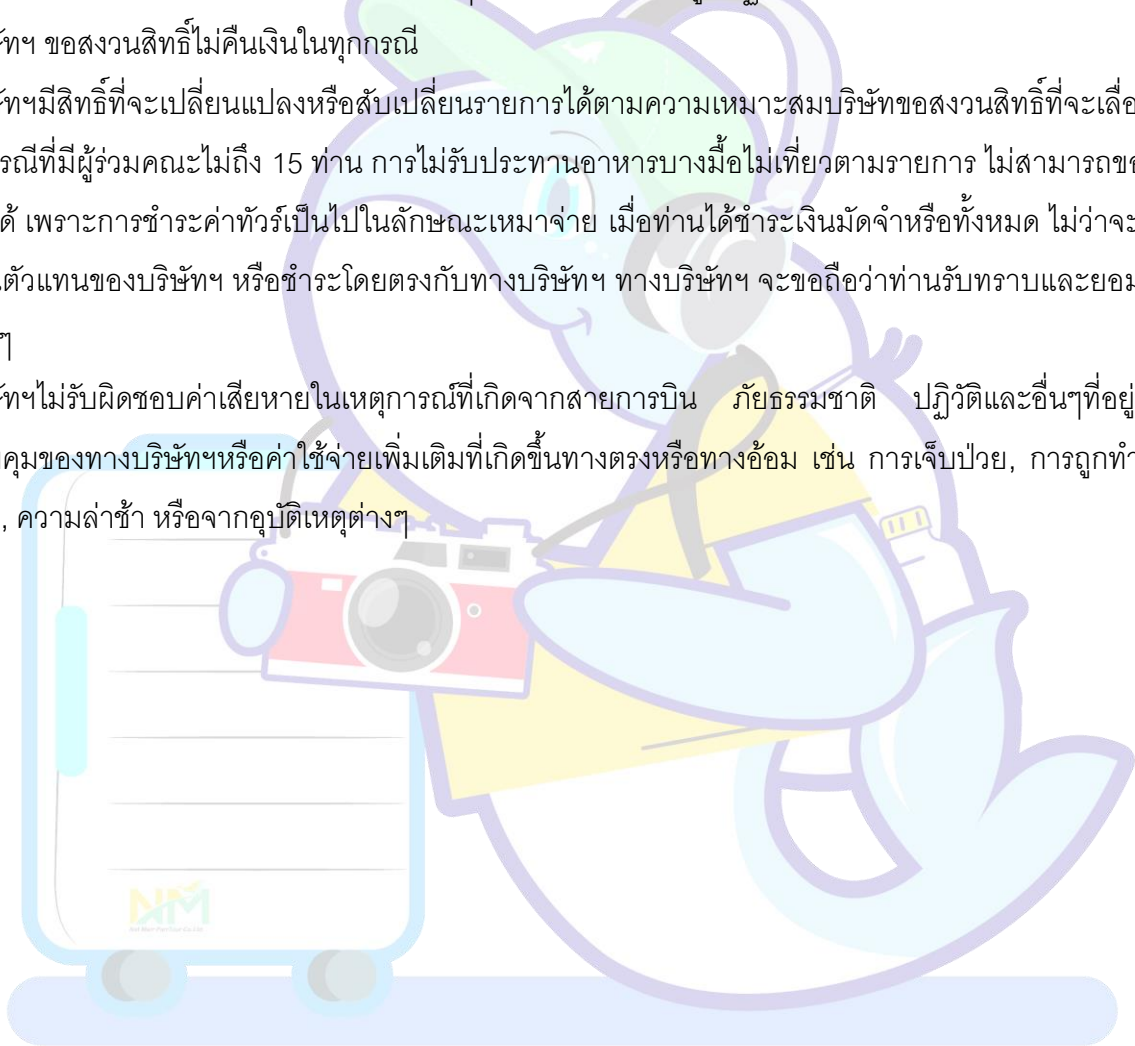 ษัทฯ ขอสงวนสิทธิ์ไม่คืนเงินในทุกกรณี
ษัทฯมีสิทธิ์ที่จะเปลี่ยนแปลงหรือสับเปลี่ยนรายการได้ตามความเหมาะสมบริษัทขอสงวนสิทธิ์ที่จะเลื่อ
รณีที่มีผู้ร่วมคณะไม่ถึง 15 ท่าน การไม่รับประทานอาหารบางมื้อไม่เที่ยวตามรายการ ไม่สามารถขอ
ด้ เพราะการชำระค่าทัวร์เป็นไปในลักษณะเหมาจ่าย เมื่อท่านได้ชำระเงินมัดจำหรือทั้งหมด ไม่ว่าจะ
ตัวแทนของบริษัทฯ หรือชำระโดยตรงกับทางบริษัทฯ ทางบริษัทฯ จะขอถือว่าท่านรับทราบและยอม
ษัทฯไม่รับผิดชอบค่าเสียหายในเหตุการณ์ที่เกิดจากสายการบิน ภัยธรรมชาติ ปฏิวัติและอื่นๆที่อยู่
คุมของทางบริษัทฯหรือค่าใช้จ่ายเพิ่มเติมที่เกิดขึ้นทางตรงหรือทางอ้อม เช่น การเจ็บป่วย, การถูกทำ
, ความล่าช้า หรือจากอุบัติเหตุต่างๆ
NM